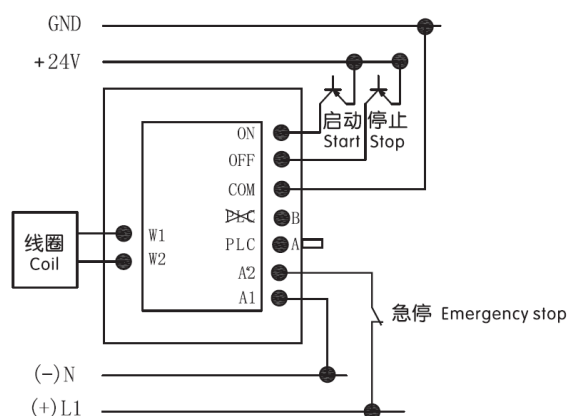 GND
+24V
启动 停止
Start Stop
ON
OFF
COM
PLC B
PLC A
A2
A1
W1
W2
线圈
Coil
急停 Emergency stop
(-)N
(+)L1